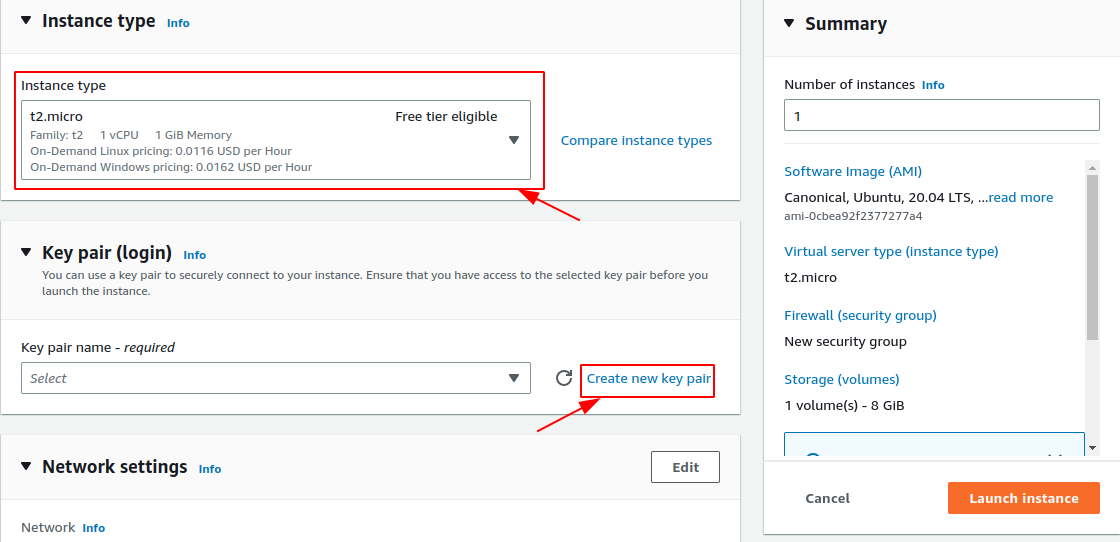 Instance type Info
Instance type
t2.micro Free tier eligible
Family: t2 1 vCPU 1 GiB Memory
On-Demand Linux pricing: 0.0116 USD per Hour
On-Demand Windows pricing: 0.0162 USD per Hour
Compare instance types
Key pair (login) Info
You can use a key pair to securely connect to your instance. Ensure that you have access to the selected key pair before you
launch the instance.
Key pair name - required
Select
Create new key pair
Network settings Info
Edit
Network Info
Summary
Number of instances Info
1
Software Image (AMI)
Canonical, Ubuntu, 20.04 LTS, ...read more
ami-0cbea92f2377277a4
Virtual server type (instance type)
t2.micro
Firewall (security group)
New security group
Storage (volumes)
1 volume(s) - 8 GiB
Cancel
Launch instance